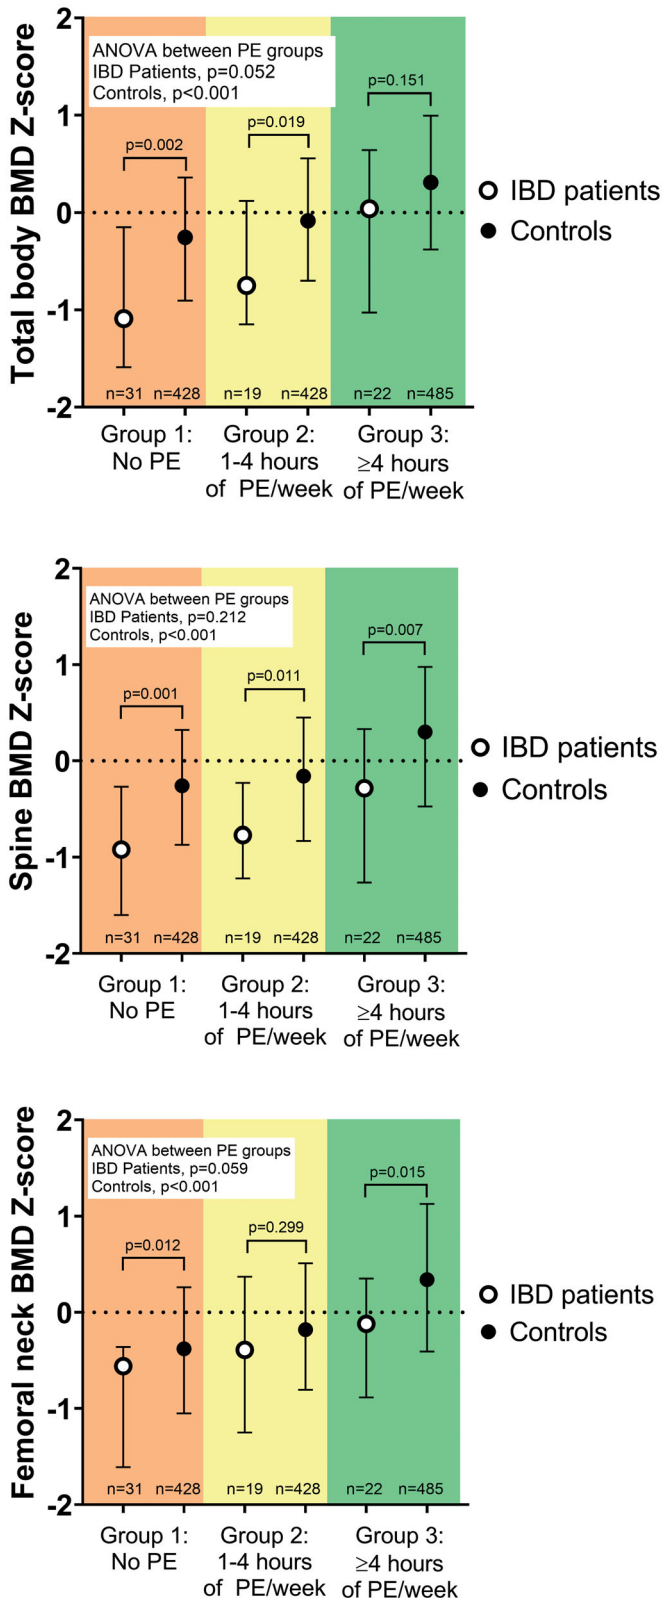 Total body BMD Z-score
2
1
0
-1
-2
ANOVA between PE groups
IBD Patients, p=0.052
Controls, p<0.001
p=0.002
p=0.019
p=0.151
n=31 n=428 n=19 n=428 n=22 n=485
Group 1:
No PE
Group 2:
1-4 hours
of PE/week
Group 3:
≥4 hours
of PE/week
IBD patients
Controls
Spine BMD Z-score
2
1
0
-1
-2
ANOVA between PE groups
IBD Patients, p=0.212
Controls, p<0.001
p=0.001
p=0.011
p=0.007
n=31 n=428 n=19 n=428 n=22 n=485
Group 1:
No PE
Group 2:
1-4 hours
of PE/week
Group 3:
≥4 hours
of PE/week
IBD patients
Controls
Femoral neck BMD Z-score
2
1
0
-1
-2
ANOVA between PE groups
IBD Patients, p=0.059
Controls, p<0.001
p=0.012
p=0.299
p=0.015
n=31 n=428 n=19 n=428 n=22 n=485
Group 1:
No PE
Group 2:
1-4 hours
of PE/week
Group 3:
≥4 hours
of PE/week
IBD patients
Controls